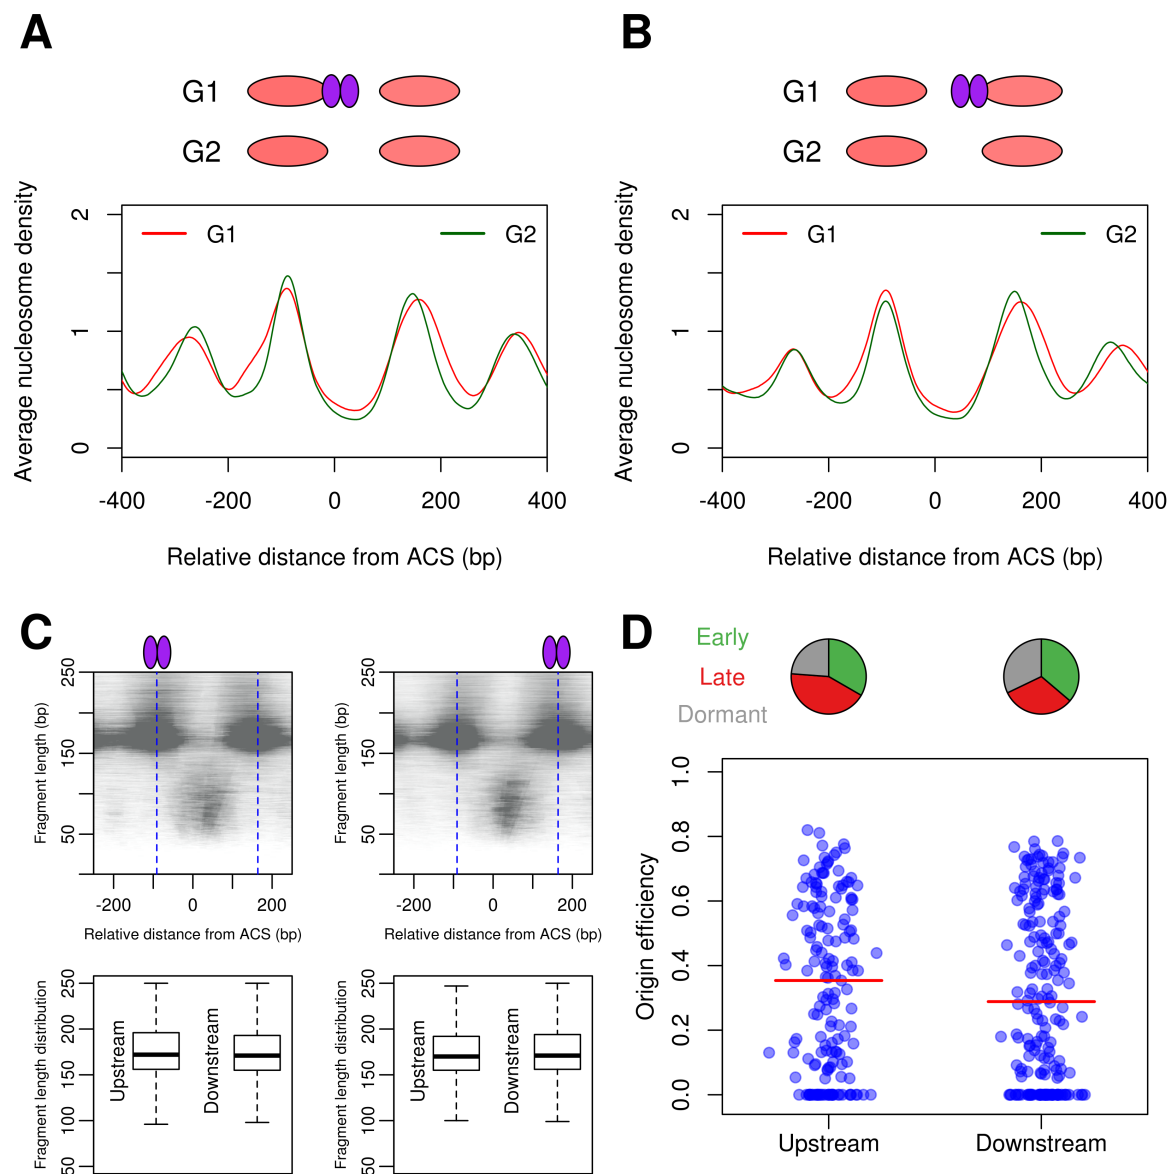 A
G1
G2
Average nucleosome density
2
1
0
G1
G2
-400
-200
0
200
400
Relative distance from ACS (bp)
B
G1
G2
Average nucleosome density
2
1
0
G1
G2
-400
-200
0
200
400
Relative distance from ACS (bp)
C
Fragment length (bp)
250
150
50
-200
0
200
Relative distance from ACS (bp)
Fragment length (bp)
250
150
50
-200
0
200
Relative distance from ACS (bp)
Fragment length distribution
250
200
150
100
50
Upstream
Downstream
Fragment length distribution
250
200
150
100
50
Upstream
Downstream
D
Early
Late
Dormant
Origin efficiency
1.0
0.8
0.6
0.4
0.2
0.0
Upstream
Downstream